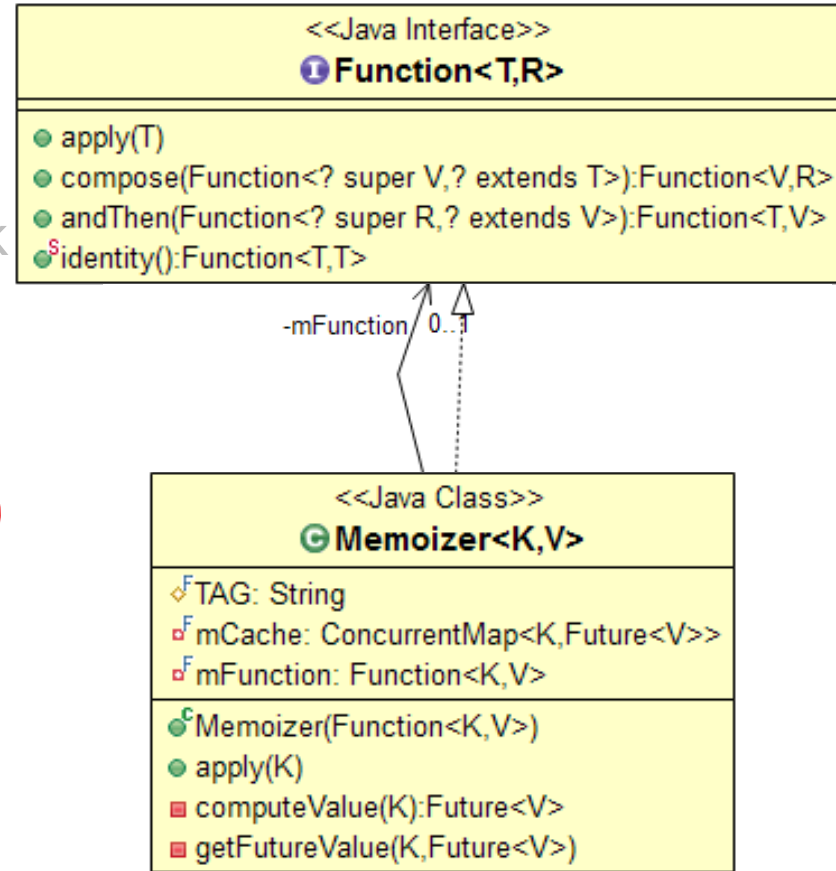 <<Java Interface>>
I Function<T,R>
apply(T)
compose(Function<? super V,? extends T>):Function<V,R>
andThen(Function<? super R,? extends V>):Function<T,V>
S identity():Function<T,T>
-mFunction 0..1
<<Java Class>>
C Memoizer<K,V>
F TAG: String
F mCache: ConcurrentMap<K,Future<V>>
F mFunction: Function<K,V>
C Memoizer(Function<K,V>)
apply(K)
computeValue(K):Future<V>
getFutureValue(K,Future<V>)